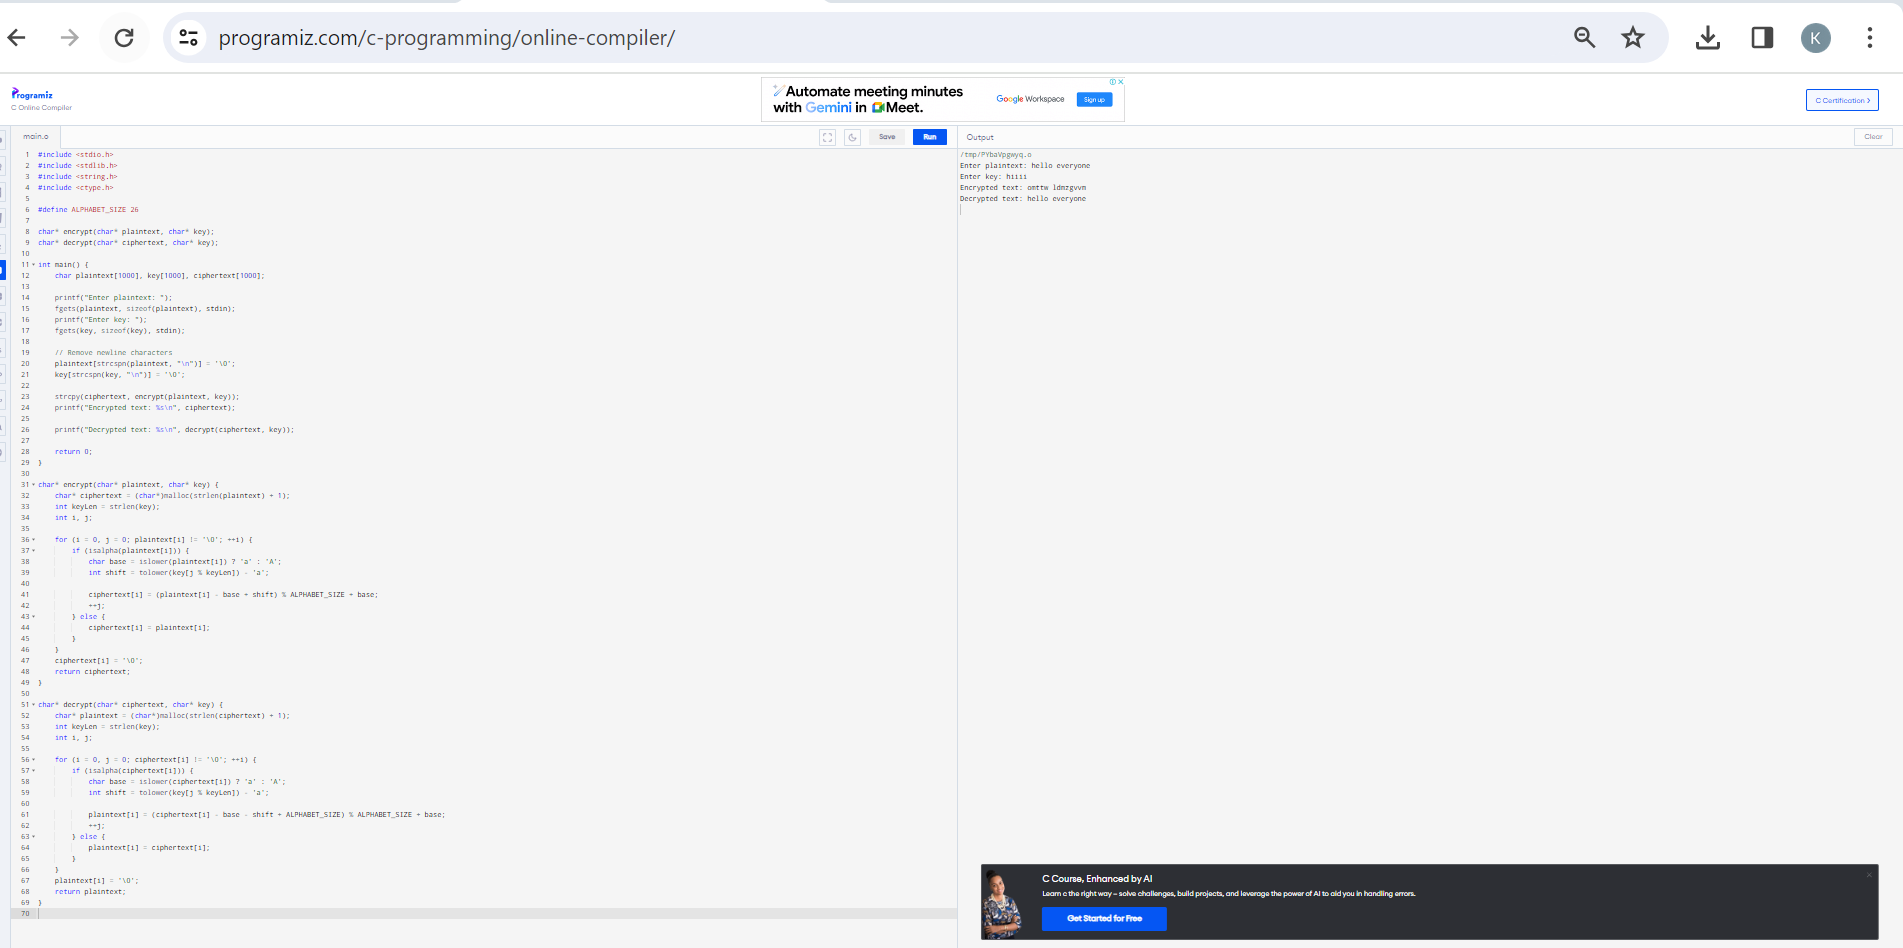 programiz.com/c-programming/online-compiler/
K
Programiz
C Online Compiler
Automate meeting minutes
with Gemini in Meet.
Google Workspace
Sign up
C Certification >
main.c
Save
Run
Output
Clear
1 #include <stdio.h>
2 #include <stdlib.h>
3 #include <string.h>
4 #include <ctype.h>
5
6 #define ALPHABET_SIZE 26
7
8 char* encrypt(char* plaintext, char* key);
9 char* decrypt(char* ciphertext, char* key);
10
11 int main() {
12 char plaintext[1000], key[1000], ciphertext[1000];
13
14 printf("Enter plaintext: ");
15 fgets(plaintext, sizeof(plaintext), stdin);
16 printf("Enter key: ");
17 fgets(key, sizeof(key), stdin);
18
19 // Remove newline characters
20 plaintext[strcspn(plaintext, "\n")] = '\0';
21 key[strcspn(key, "\n")] = '\0';
22
23 strcpy(ciphertext, encrypt(plaintext, key));
24 printf("Encrypted text: %s\n", ciphertext);
25
26 printf("Decrypted text: %s\n", decrypt(ciphertext, key));
27
28 return 0;
29 }
30
31 char* encrypt(char* plaintext, char* key) {
32 char* ciphertext = (char*)malloc(strlen(plaintext) + 1);
33 int keyLen = strlen(key);
34 int i, j;
35
36 for (i = 0, j = 0; plaintext[i] != '\0'; ++i) {
37 if (isalpha(plaintext[i])) {
38 char base = islower(plaintext[i]) ? 'a' : 'A';
39 int shift = tolower(key[j % keyLen]) - 'a';
40
41 ciphertext[i] = (plaintext[i] - base + shift) % ALPHABET_SIZE + base;
42 ++j;
43 } else {
44 ciphertext[i] = plaintext[i];
45 }
46 }
47 ciphertext[i] = '\0';
48 return ciphertext;
49 }
50
51 char* decrypt(char* ciphertext, char* key) {
52 char* plaintext = (char*)malloc(strlen(ciphertext) + 1);
53 int keyLen = strlen(key);
54 int i, j;
55
56 for (i = 0, j = 0; ciphertext[i] != '\0'; ++i) {
57 if (isalpha(ciphertext[i])) {
58 char base = islower(ciphertext[i]) ? 'a' : 'A';
59 int shift = tolower(key[j % keyLen]) - 'a';
60
61 plaintext[i] = (ciphertext[i] - base - shift + ALPHABET_SIZE) % ALPHABET_SIZE + base;
62 ++j;
63 } else {
64 plaintext[i] = ciphertext[i];
65 }
66 }
67 plaintext[i] = '\0';
68 return plaintext;
69 }
70
/tmp/PYbaVpgwyq.o
Enter plaintext: hello everyone
Enter key: hiiii
Encrypted text: omttw ldmzgvvm
Decrypted text: hello everyone
C Course, Enhanced by AI
Learn c the right way – solve challenges, build projects, and leverage the power of AI to aid you in handling errors.
Get Started for Free